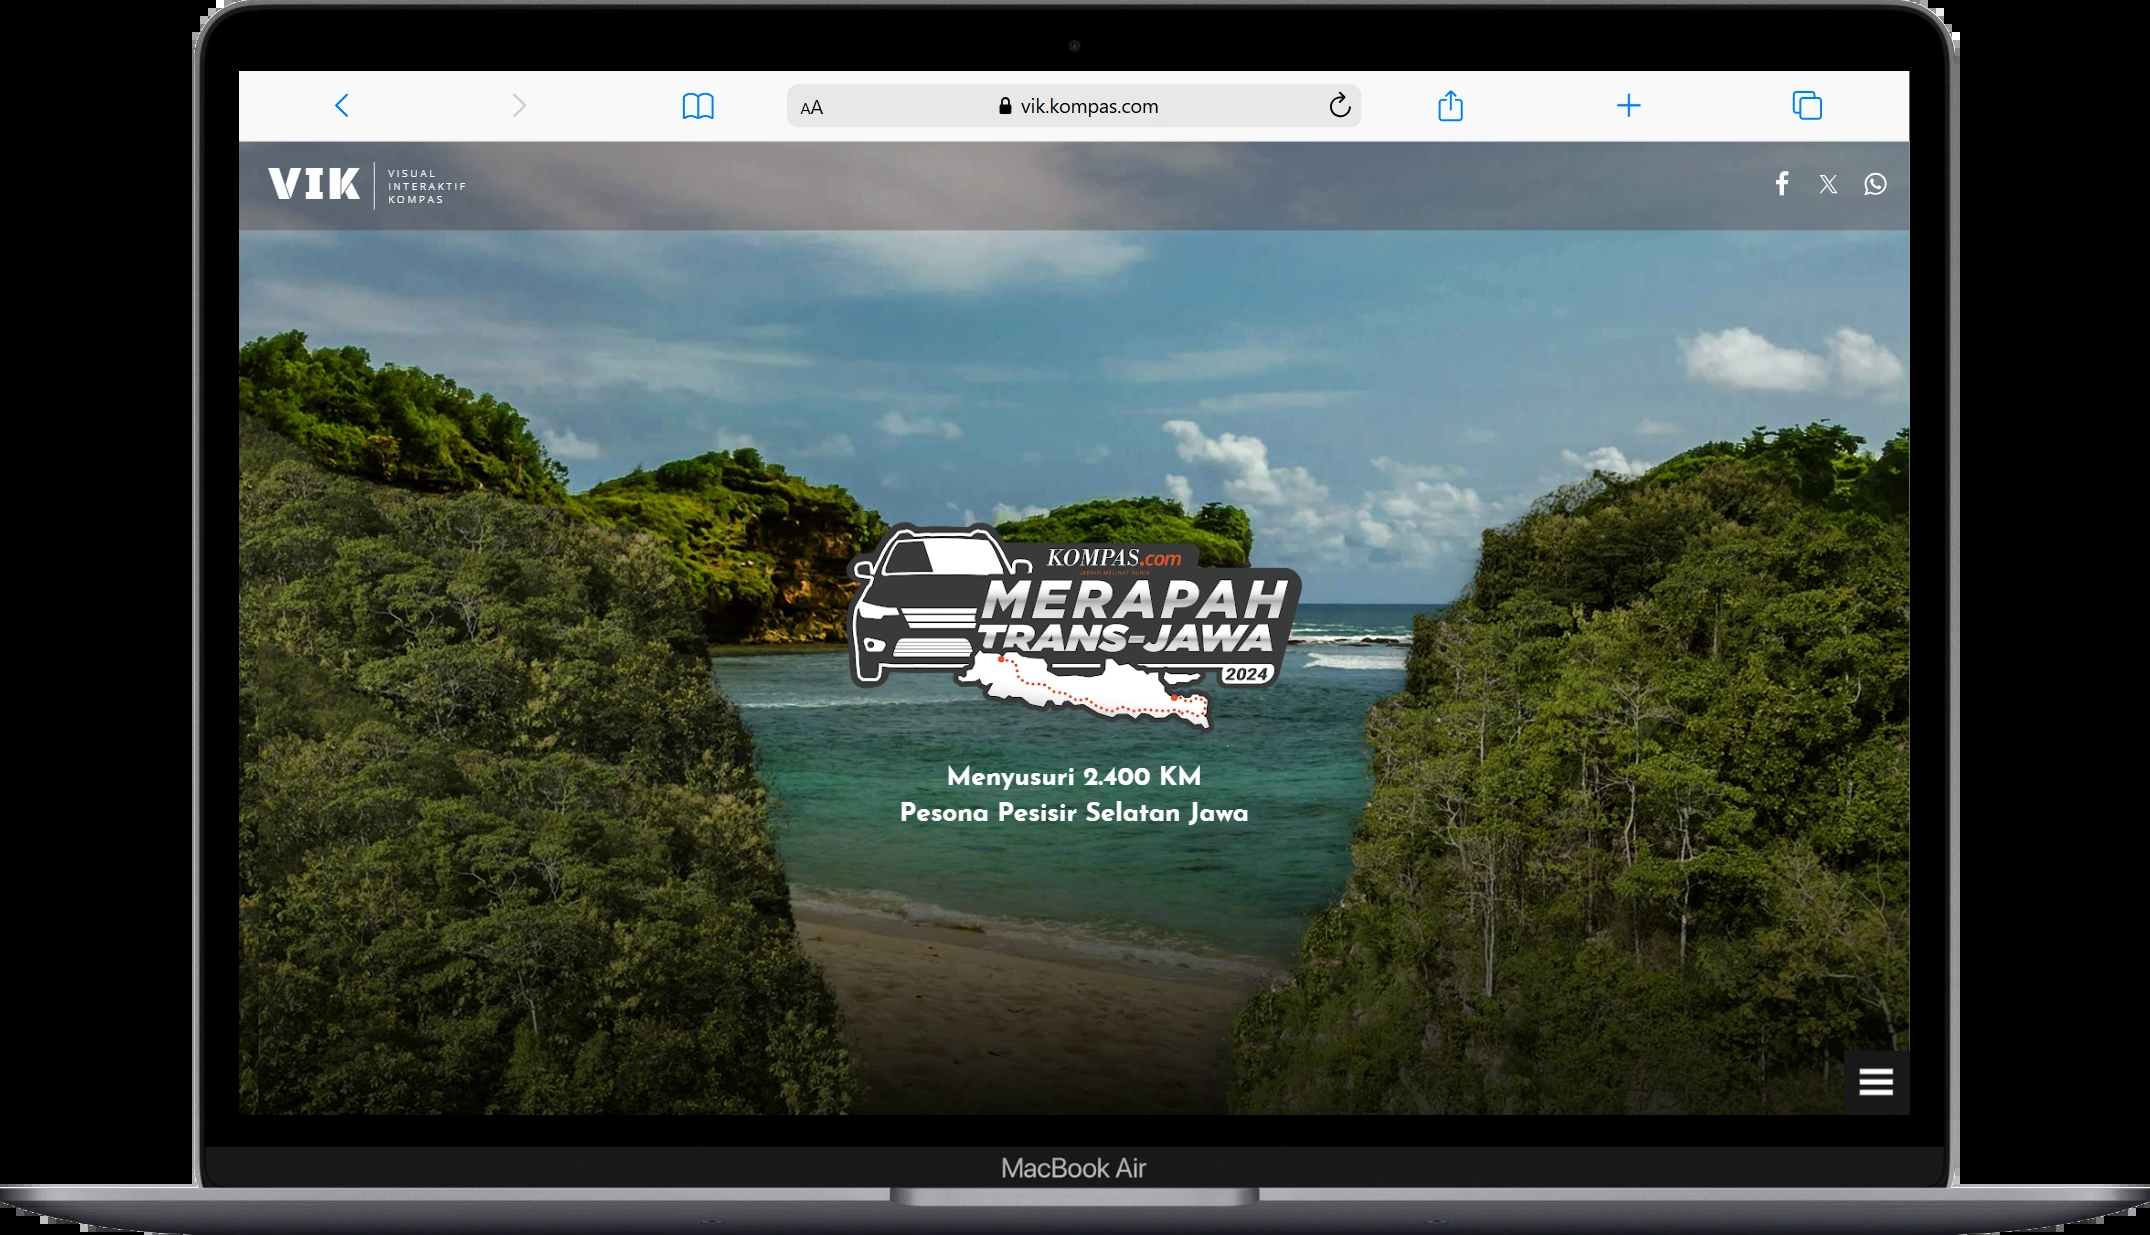 AA
vik.kompas.com
VIK
VISUAL
INTERAKTIF
KOMPAS
KOMPAS.com
JERNIH MELIHAT DUNIA
MERAPAH
TRANS-JAWA
2024
Menyusuri 2.400 KM
Pesona Pesisir Selatan Jawa
MacBook Air